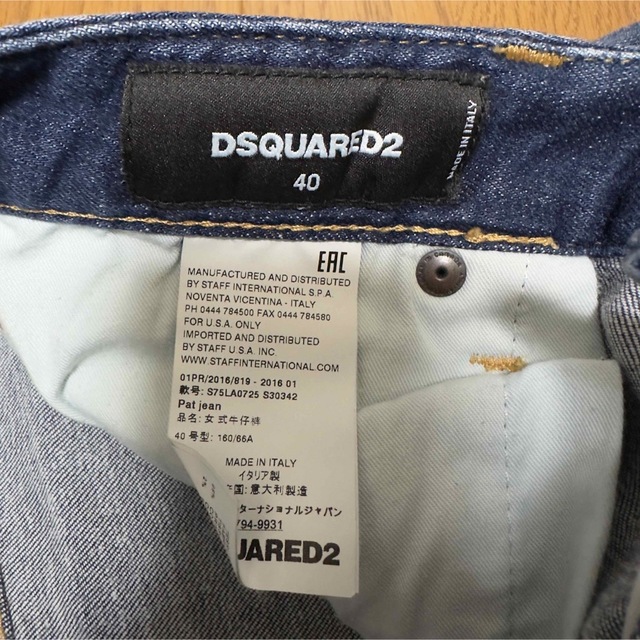 DSQUARED2
40
MADE IN ITALY
EAC
MANUFACTURED AND DISTRIBUTED
BY STAFF INTERNATIONAL S.P.A.
NOVENTA VICENTINA - ITALY
PH 0444 784500 FAX 0444 784580
FOR U.S.A. ONLY
IMPORTED AND DISTRIBUTED
BY STAFF U.S.A. INC.
WWW.STAFFINTERNATIONAL.COM
01PR/2016/819 - 2016 01
款号: S75LA0725 S30342
Pat jean
品名: 女式牛仔裤
40 号型: 160/66A
MADE IN ITALY
イタリア製
国: 意大利製造
ターナショナルジャパン
/94-9931
UARED2